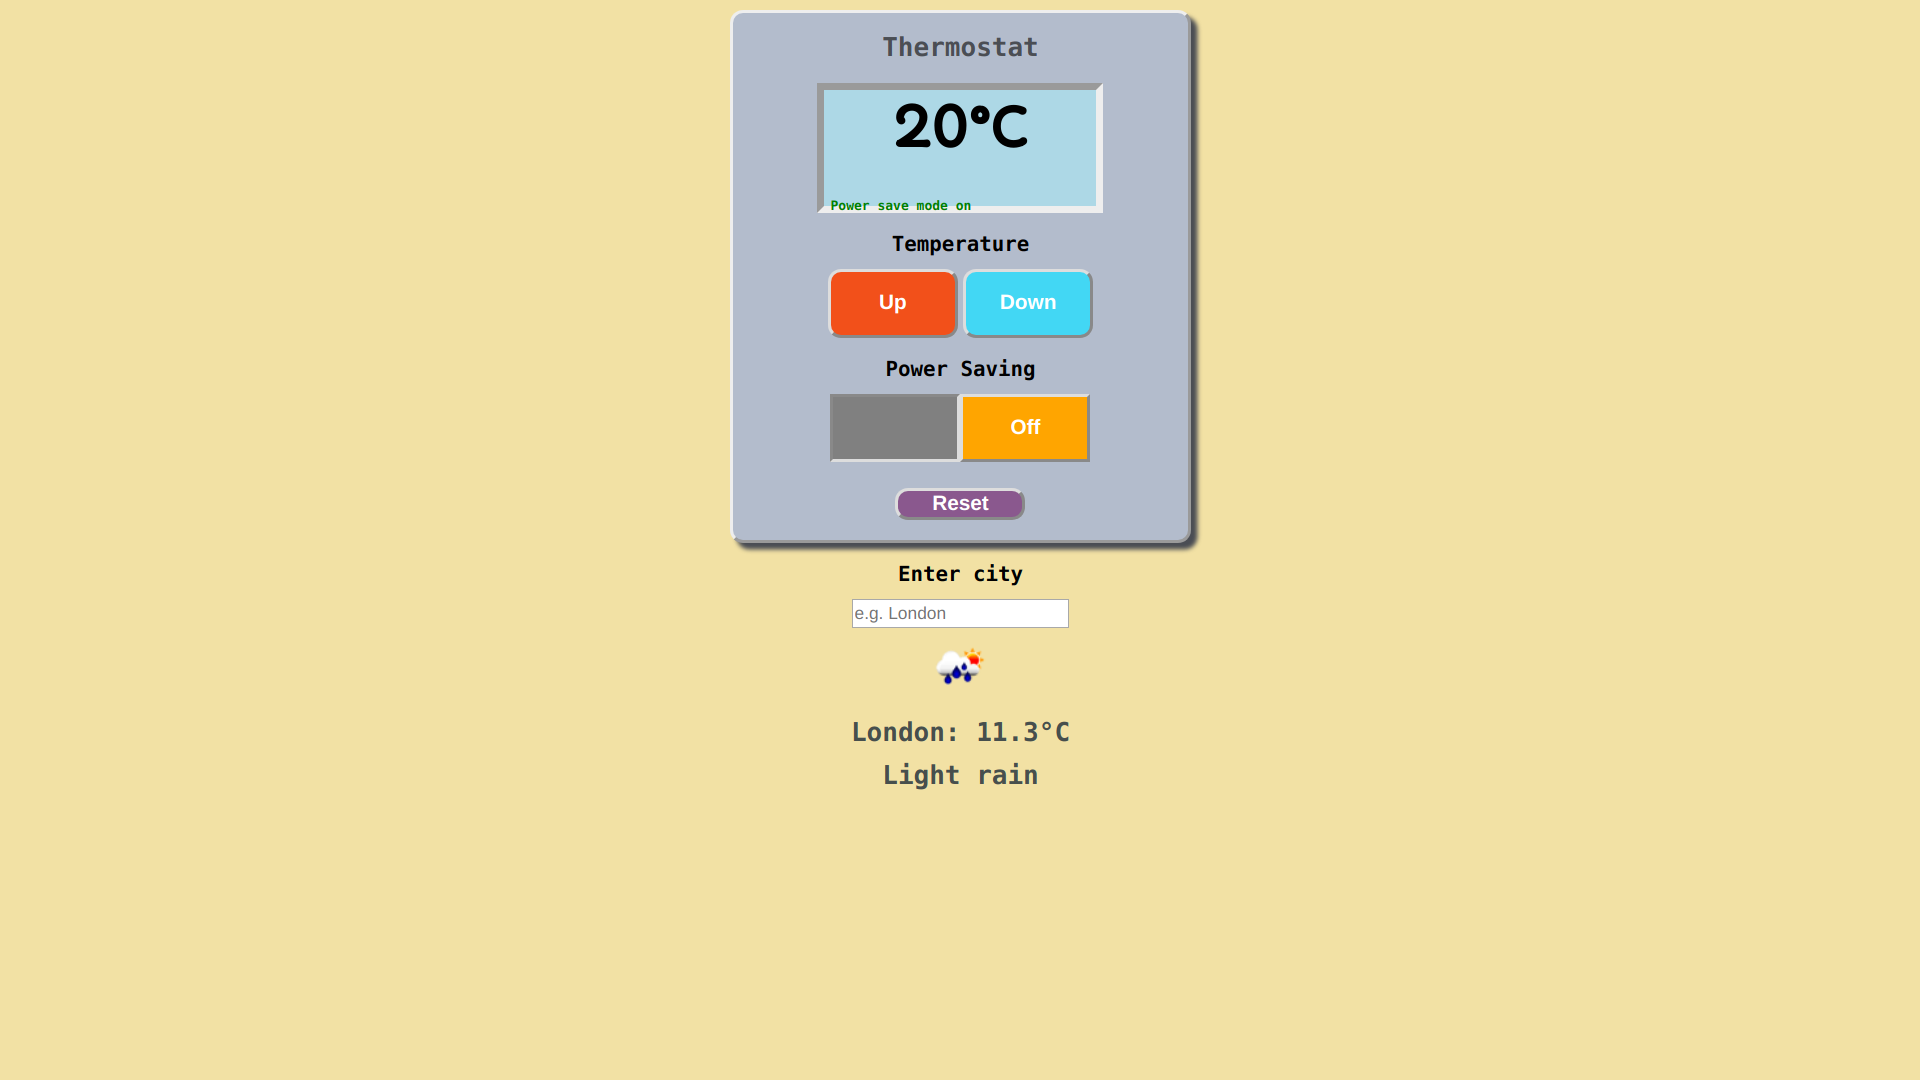 Thermostat
20°C
Power save mode on
Temperature
Up Down
Power Saving
Off
Reset
Enter city
e.g. London
London: 11.3°C
Light rain